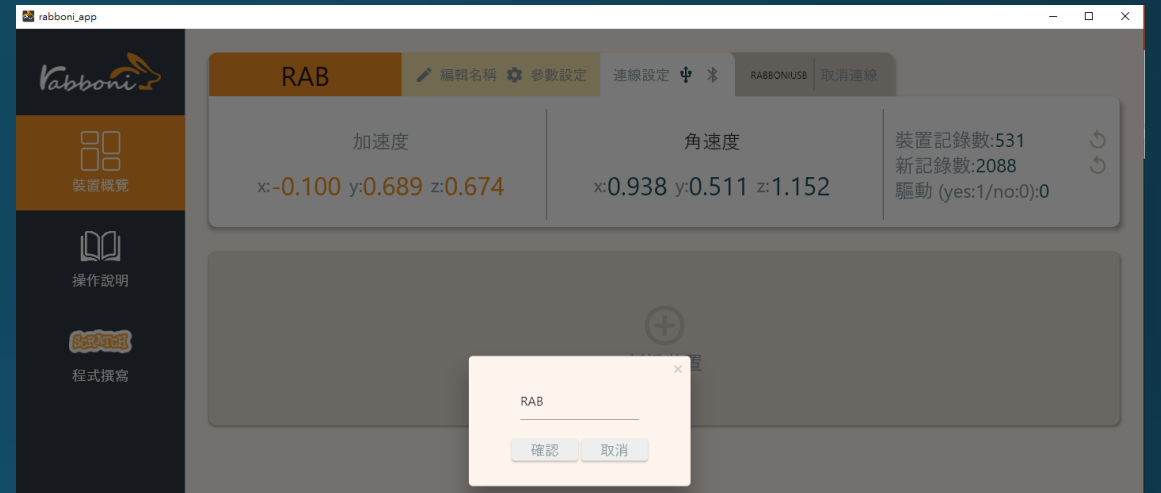 rabboni_app
rabboni
RAB 編輯名稱 參數設定 連線設定 RABBONIUSB 取消連線
裝置概覽
加速度
x:-0.100 y:0.689 z:0.674
角速度
x:0.938 y:0.511 z:1.152
裝置記錄數:531
新記錄數:2088
驅動 (yes:1/no:0):0
操作說明
SCRATCH
程式撰寫
置
RAB
確認 取消